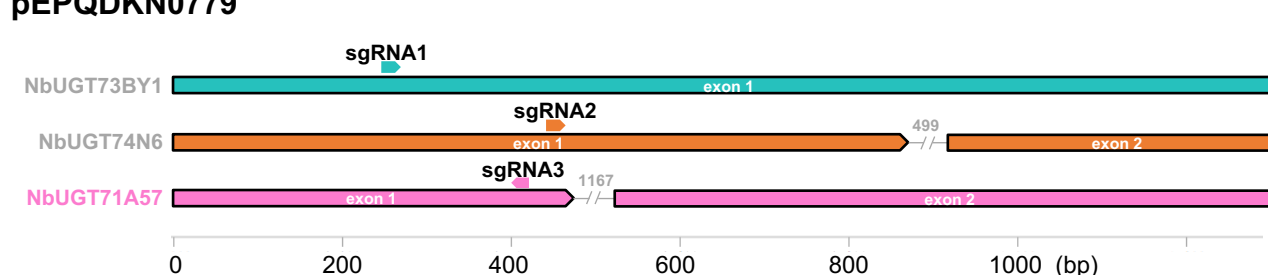 pEPQDKN0779
sgRNA1
NbUGT73BY1 exon 1
sgRNA2
NbUGT74N6 exon 1 499 exon 2
sgRNA3
NbUGT71A57 exon 1 1167 exon 2
0 200 400 600 800 1000 (bp)